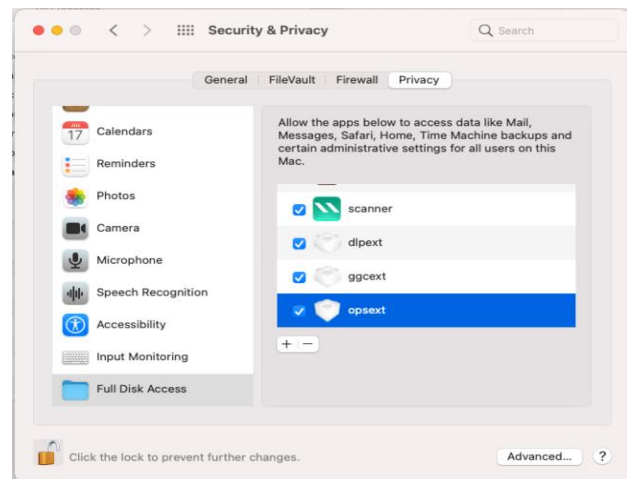 Security & Privacy
Search
General
FileVault
Firewall
Privacy
JUL
17
Calendars
Reminders
Photos
Camera
Microphone
Speech Recognition
Accessibility
Input Monitoring
Full Disk Access
Allow the apps below to access data like Mail,
Messages, Safari, Home, Time Machine backups and
certain administrative settings for all users on this
Mac.
scanner
dlpext
ggcext
opsext
Click the lock to prevent further changes.
Advanced...
?